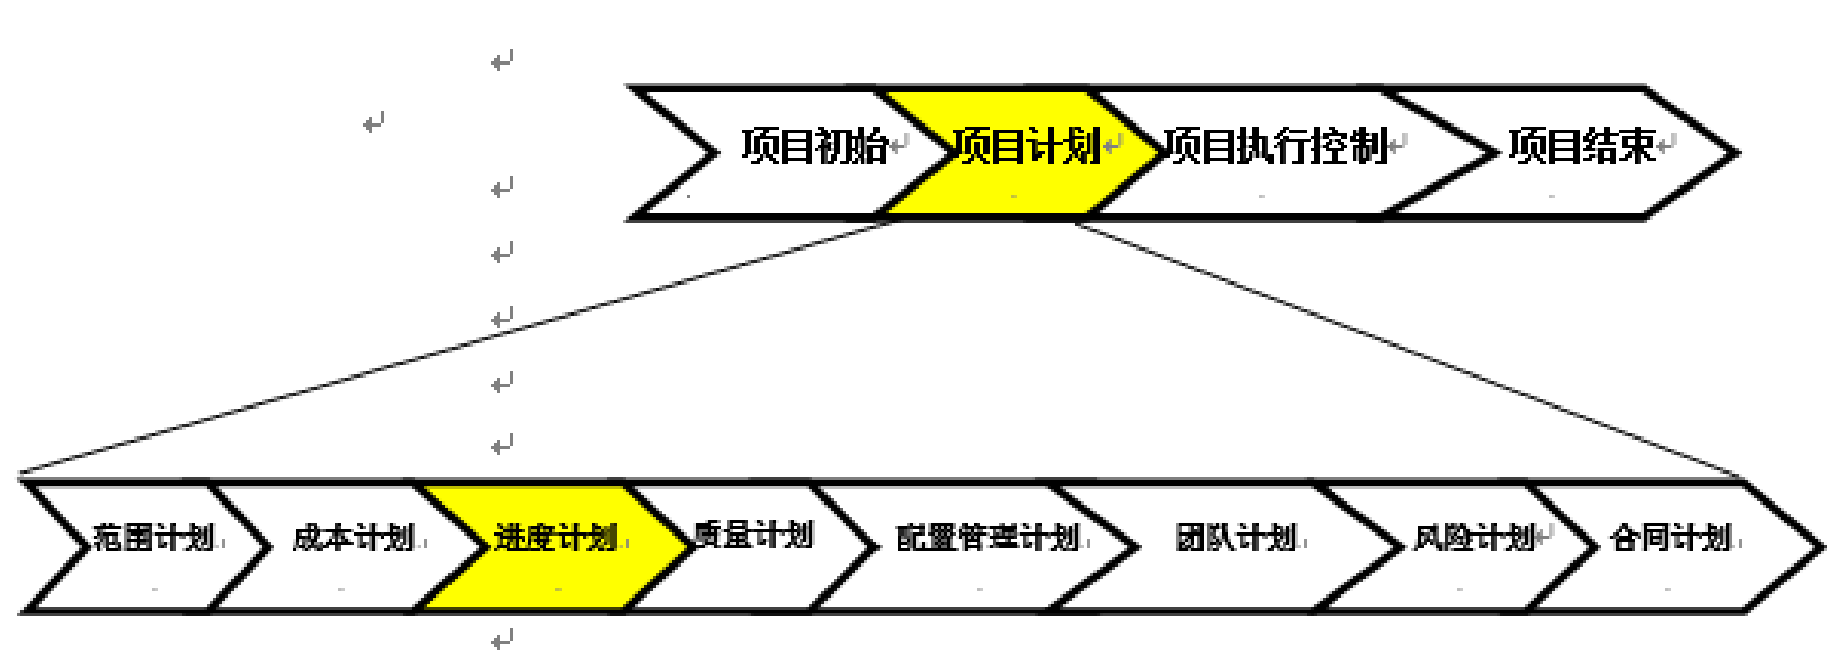 项目初始 项目计划 项目执行控制 项目结束
范围计划 成本计划 进度计划 质量计划 配置管理计划 团队计划 风险计划 合同计划